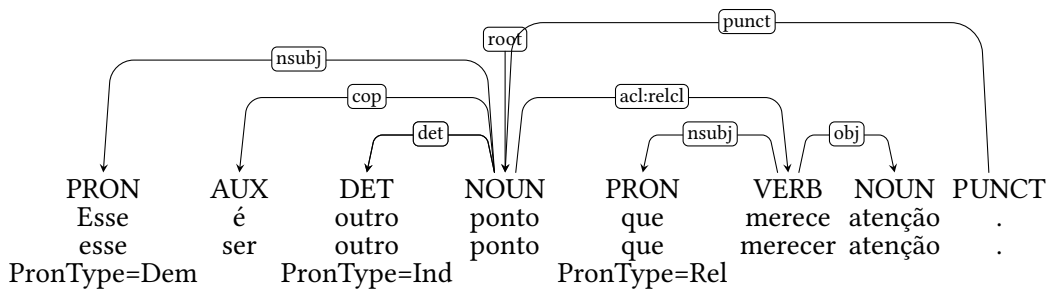 punct
root
nsubj
cop acl:relcl
det nsubj obj
PRON AUX DET NOUN PRON VERB NOUN PUNCT
Esse é outro ponto que merece atenção .
esse ser outro ponto que merecer atenção .
PronType=Dem PronType=Ind PronType=Rel